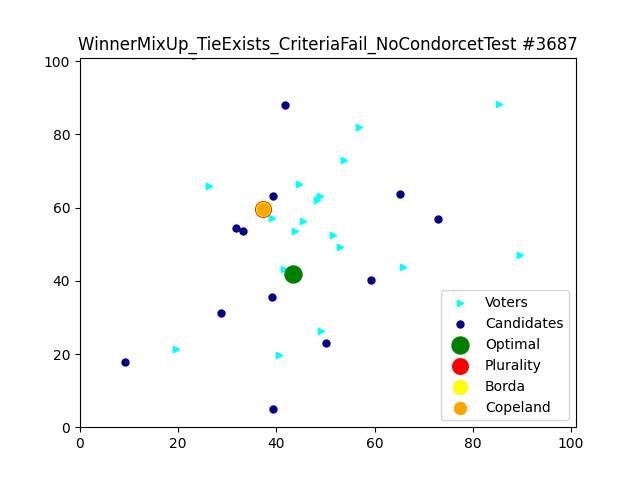 WinnerMixUp_TieExists_CriteriaFail_NoCondorcetTest #3687
100
80
60
40
20
0
0 20 40 60 80 100
Voters
Candidates
Optimal
Plurality
Borda
Copeland